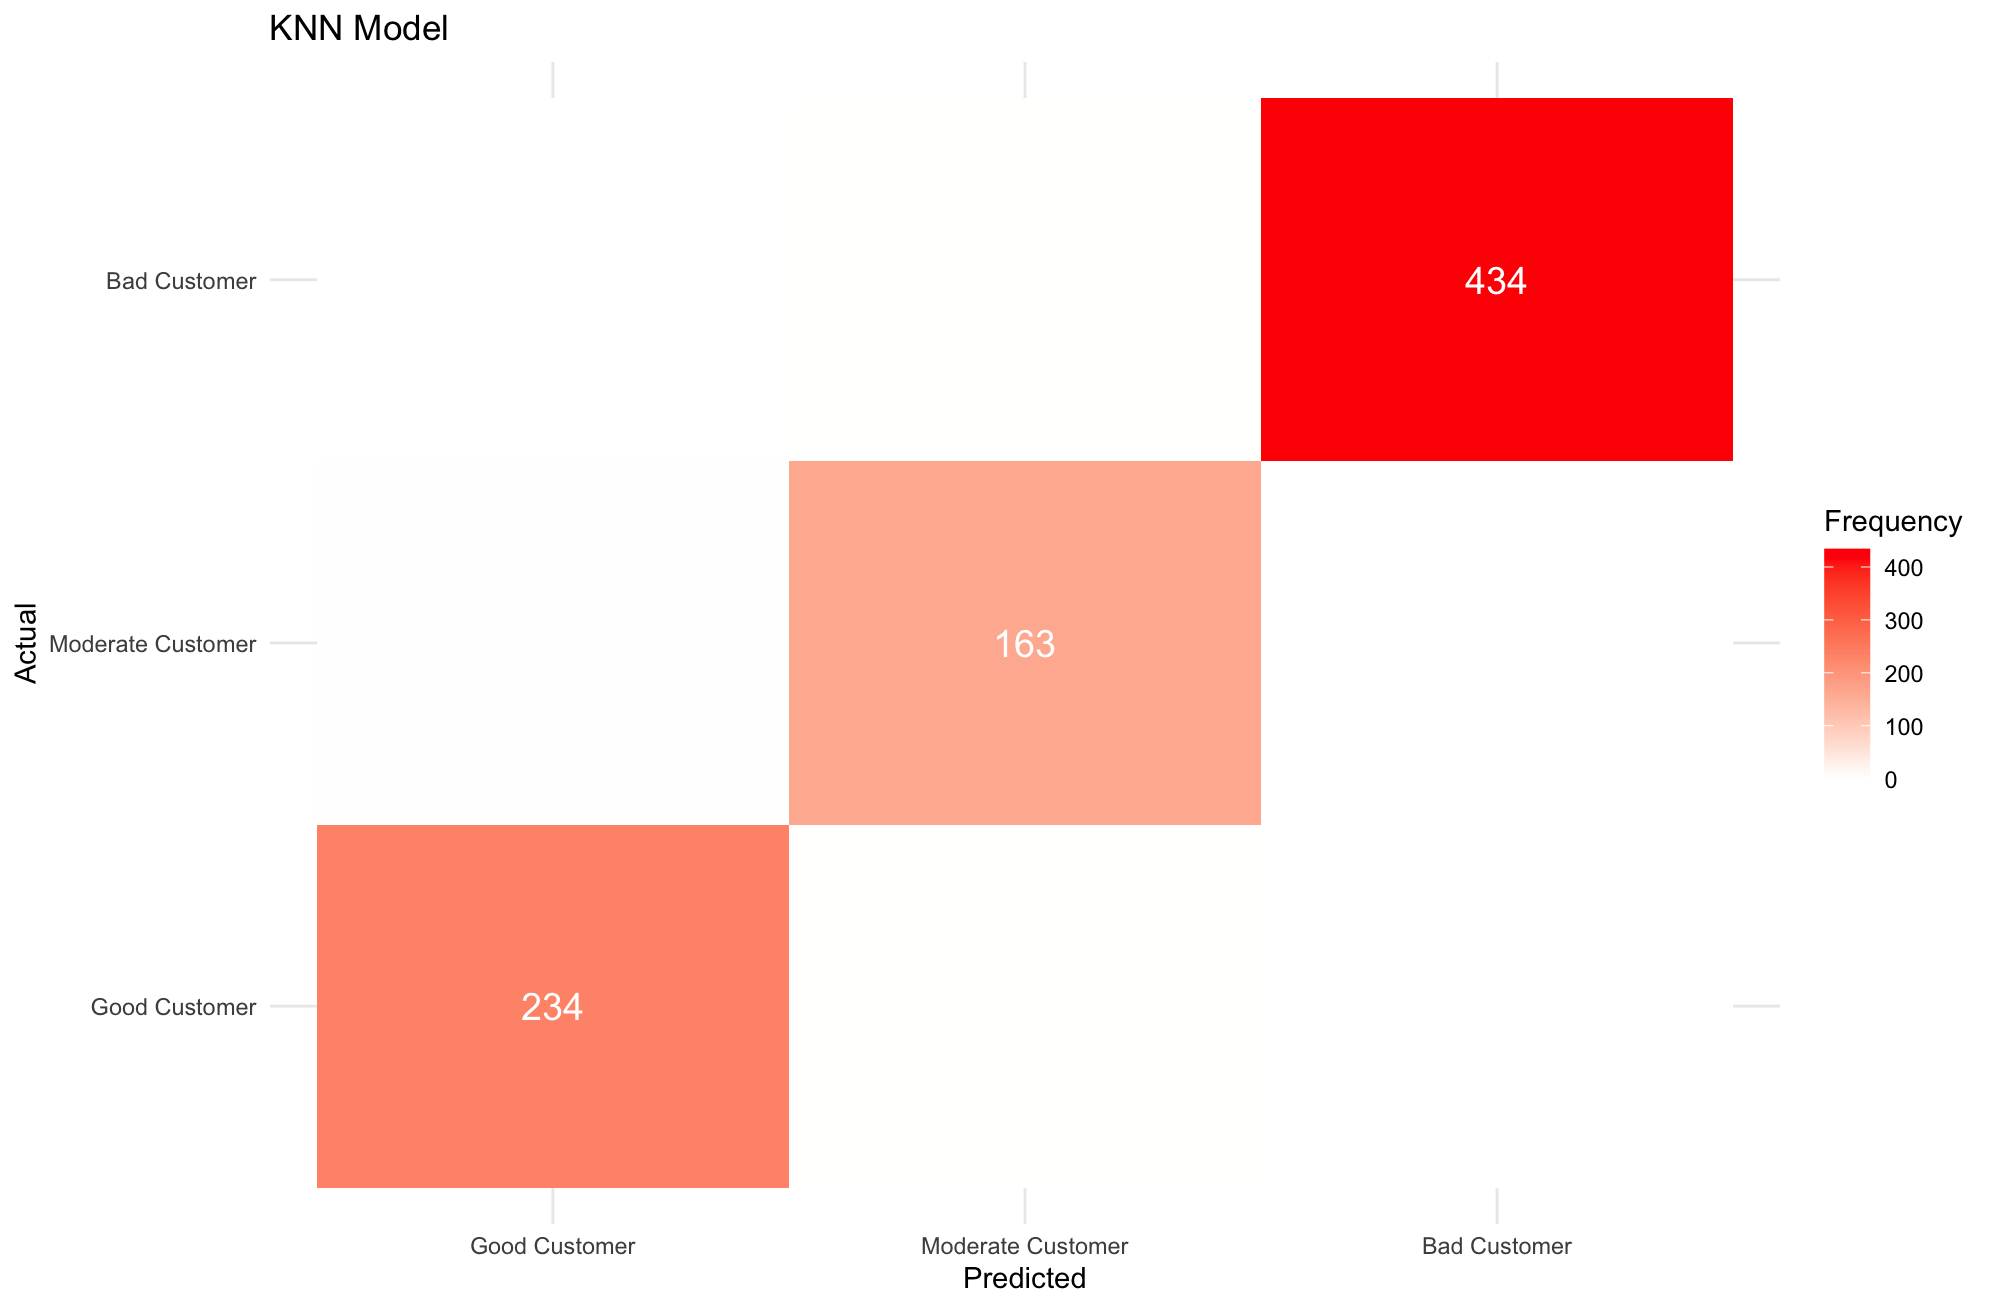 KNN Model
Bad Customer
434
Moderate Customer
163
Good Customer
234
Actual
Good Customer
Moderate Customer
Bad Customer
Predicted
Frequency
400
300
200
100
0